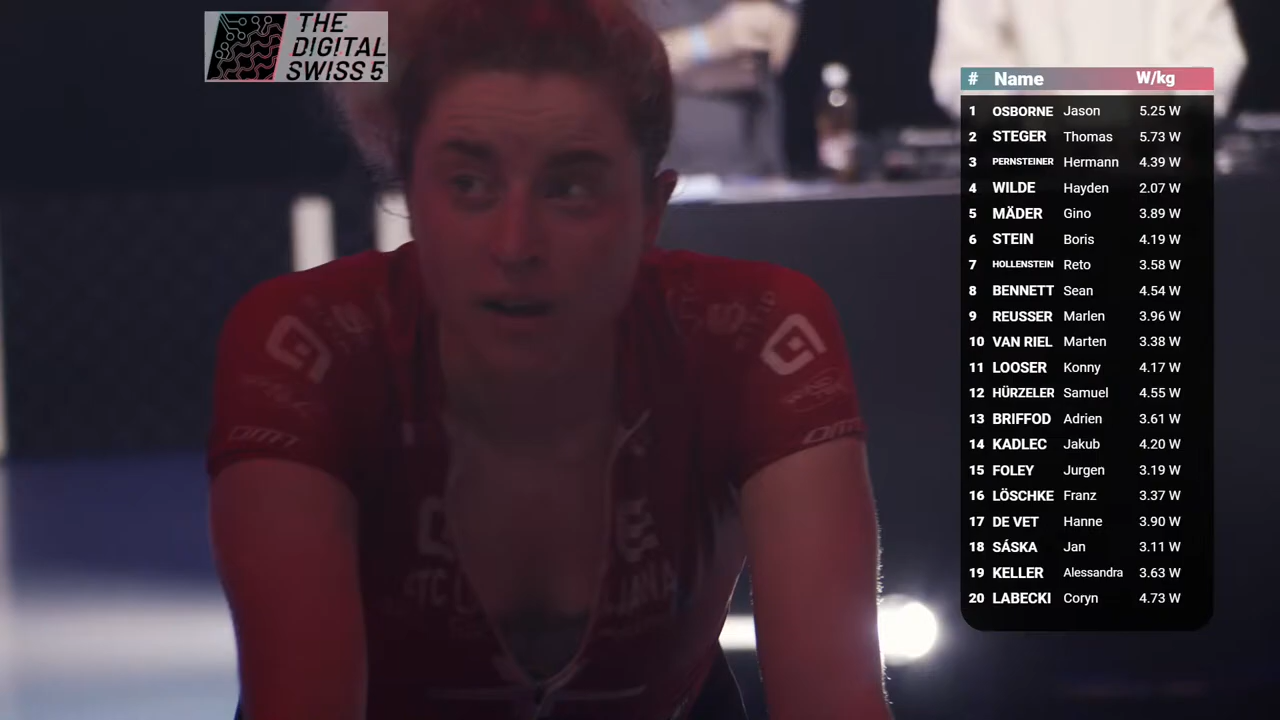 THE
DIGITAL
SWISS 5
# Name W/kg
1 OSBORNE Jason 5.25 W
2 STEGER Thomas 5.73 W
3 PERNSTEINER Hermann 4.39 W
4 WILDE Hayden 2.07 W
5 MÄDER Gino 3.89 W
6 STEIN Boris 4.19 W
7 HOLLENSTEIN Reto 3.58 W
8 BENNETT Sean 4.54 W
9 REUSSER Marlen 3.96 W
10 VAN RIEL Marten 3.38 W
11 LOOSER Konny 4.17 W
12 HÜRZELER Samuel 4.55 W
13 BRIFFOD Adrien 3.61 W
14 KADLEC Jakub 4.20 W
15 FOLEY Jurgen 3.19 W
16 LÖSCHKE Franz 3.37 W
17 DE VET Hanne 3.90 W
18 SÁSKA Jan 3.11 W
19 KELLER Alessandra 3.63 W
20 LABECKI Coryn 4.73 W